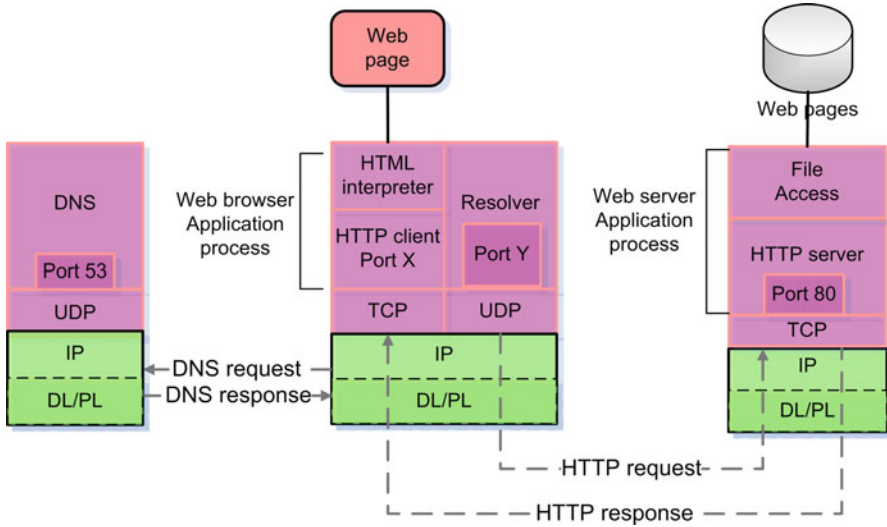 Web
page
Web pages
DNS
Port 53
UDP
IP
DL/PL
Web browser
Application
process
HTML
interpreter
HTTP client
Port X
TCP
Resolver
Port Y
UDP
IP
DL/PL
DNS request
DNS response
Web server
Application
process
File
Access
HTTP server
Port 80
TCP
IP
DL/PL
HTTP request
HTTP response